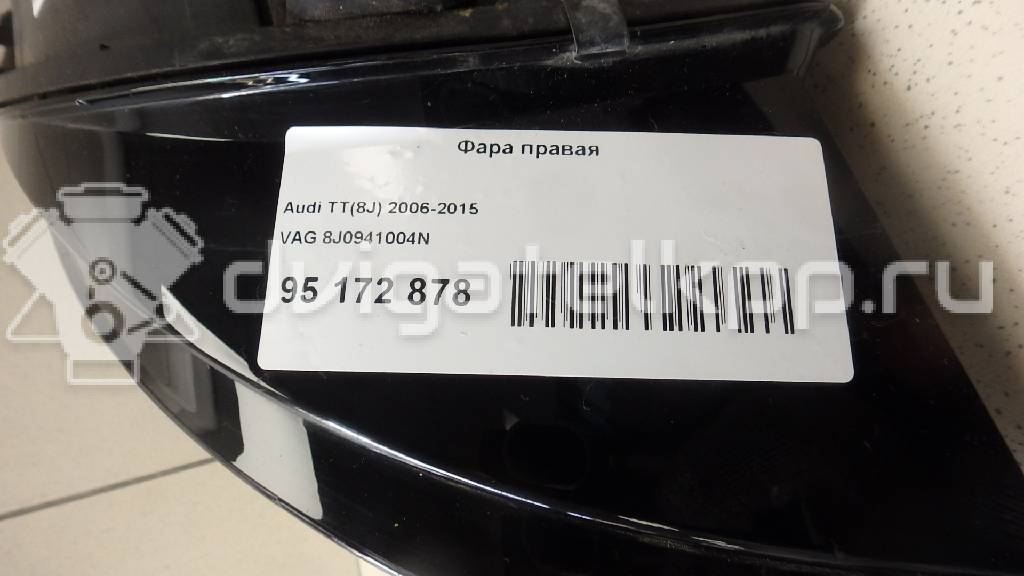 Фара правая
Audi TT(8J) 2006-2015
VAG 8J0941004N
95 172 878
dvigatelkop.ru